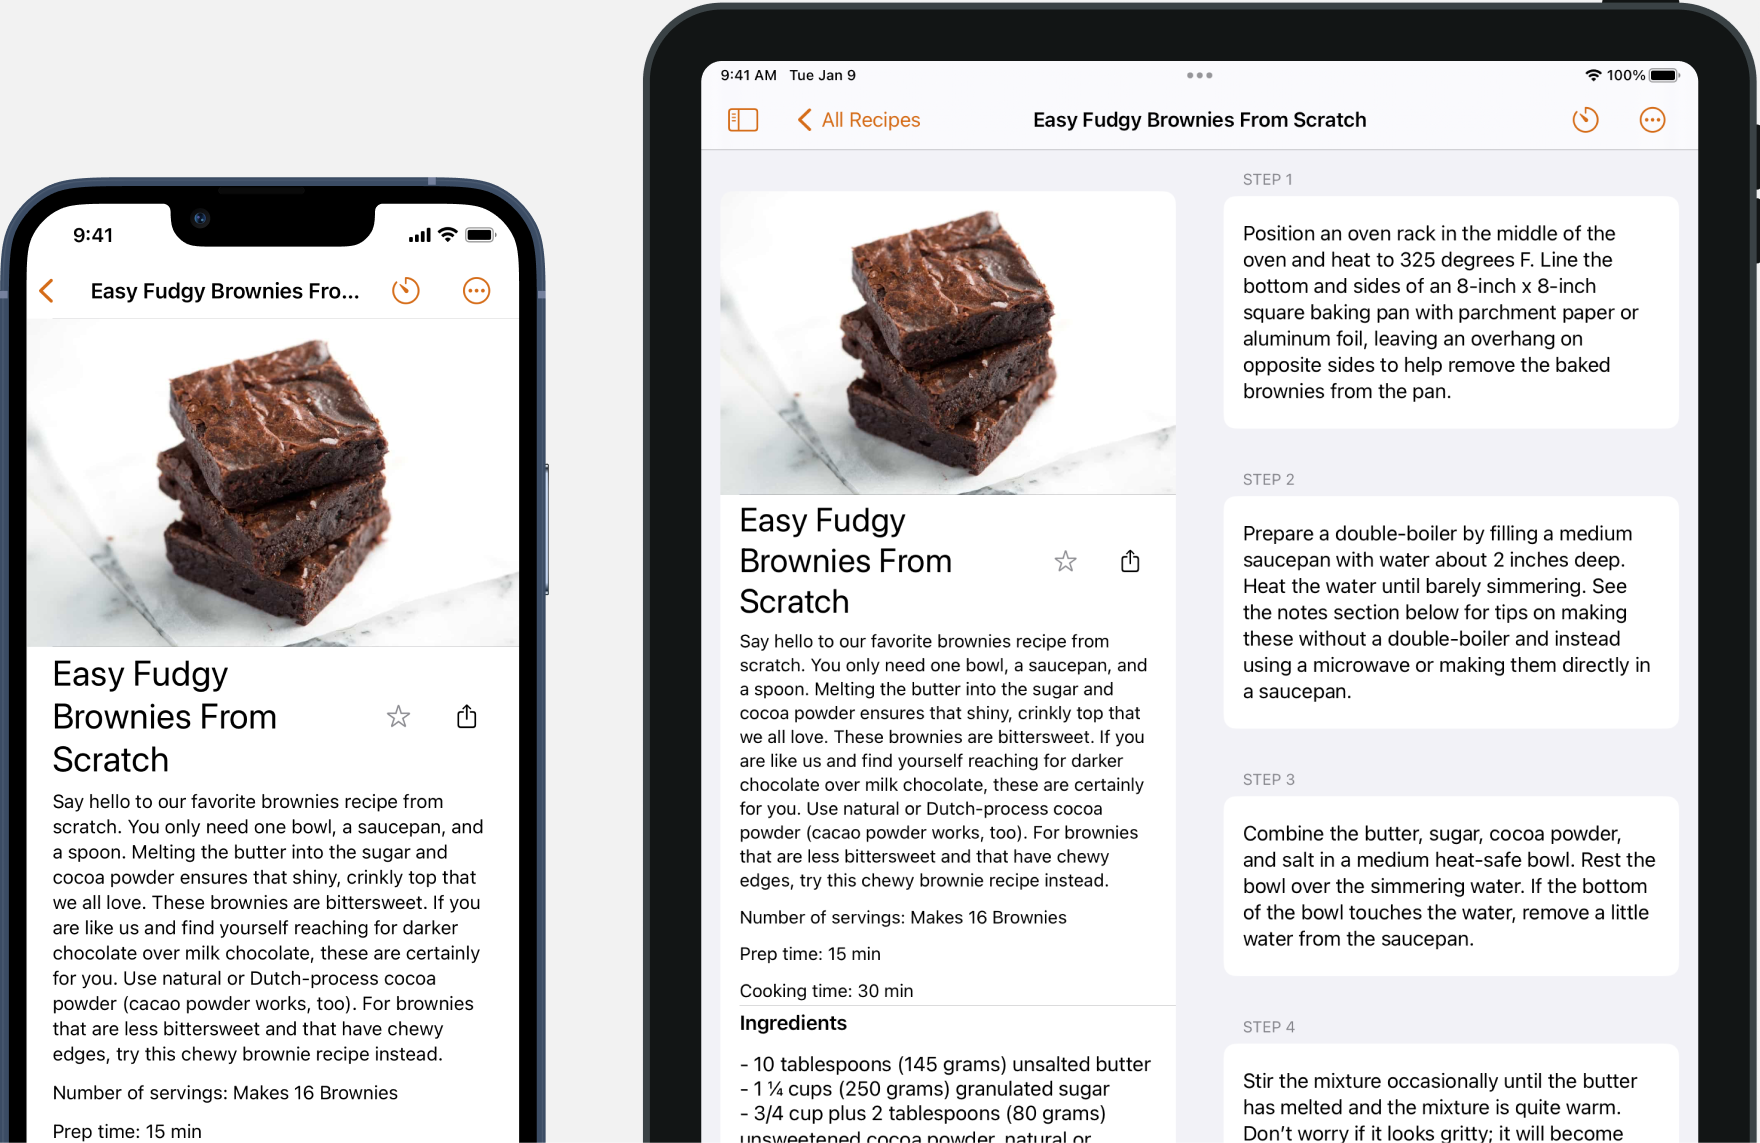 9:41
Easy Fudgy Brownies Fro...
Easy Fudgy
Brownies From
Scratch
Say hello to our favorite brownies recipe from
scratch. You only need one bowl, a saucepan, and
a spoon. Melting the butter into the sugar and
cocoa powder ensures that shiny, crinkly top that
we all love. These brownies are bittersweet. If you
are like us and find yourself reaching for darker
chocolate over milk chocolate, these are certainly
for you. Use natural or Dutch-process cocoa
powder (cacao powder works, too). For brownies
that are less bittersweet and that have chewy
edges, try this chewy brownie recipe instead.
Number of servings: Makes 16 Brownies
Prep time: 15 min
9:41 AM Tue Jan 9
100%
All Recipes
Easy Fudgy Brownies From Scratch
Easy Fudgy
Brownies From
Scratch
Say hello to our favorite brownies recipe from
scratch. You only need one bowl, a saucepan, and
a spoon. Melting the butter into the sugar and
cocoa powder ensures that shiny, crinkly top that
we all love. These brownies are bittersweet. If you
are like us and find yourself reaching for darker
chocolate over milk chocolate, these are certainly
for you. Use natural or Dutch-process cocoa
powder (cacao powder works, too). For brownies
that are less bittersweet and that have chewy
edges, try this chewy brownie recipe instead.
Number of servings: Makes 16 Brownies
Prep time: 15 min
Cooking time: 30 min
Ingredients
- 10 tablespoons (145 grams) unsalted butter
- 1 ¼ cups (250 grams) granulated sugar
- 3/4 cup plus 2 tablespoons (80 grams)
unsweetened cocoa powder, natural or
STEP 1
Position an oven rack in the middle of the
oven and heat to 325 degrees F. Line the
bottom and sides of an 8-inch x 8-inch
square baking pan with parchment paper or
aluminum foil, leaving an overhang on
opposite sides to help remove the baked
brownies from the pan.
STEP 2
Prepare a double-boiler by filling a medium
saucepan with water about 2 inches deep.
Heat the water until barely simmering. See
the notes section below for tips on making
these without a double-boiler and instead
using a microwave or making them directly in
a saucepan.
STEP 3
Combine the butter, sugar, cocoa powder,
and salt in a medium heat-safe bowl. Rest the
bowl over the simmering water. If the bottom
of the bowl touches the water, remove a little
water from the saucepan.
STEP 4
Stir the mixture occasionally until the butter
has melted and the mixture is quite warm.
Don't worry if it looks gritty; it will become